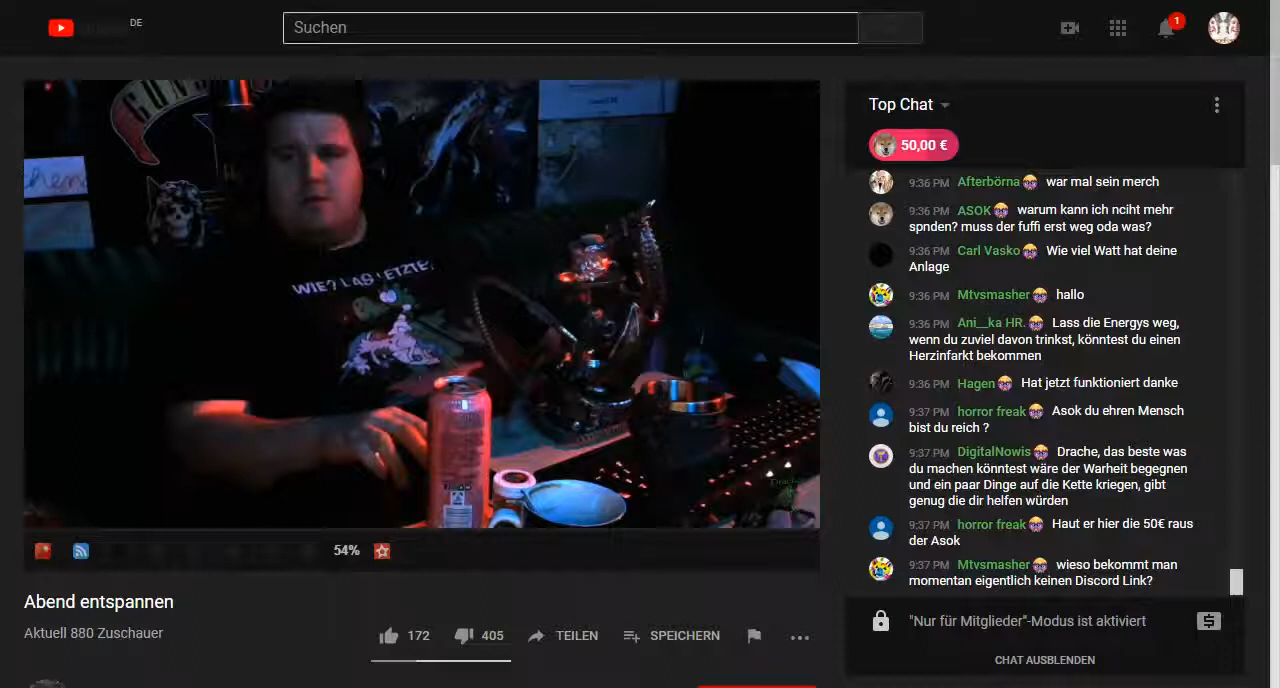 DE
Suchen
1
GUNS
chen
WIE? LAG LETZTE,
54%
Abend entspannen
Aktuell 880 Zuschauer
172
405
TEILEN
SPEICHERN
Top Chat
50,00 €
9:36 PM Afterbörna war mal sein merch
9:36 PM ASOK warum kann ich nciht mehr
spnden? muss der fuffi erst weg oda was?
9:36 PM Carl Vasko Wie viel Watt hat deine
Anlage
9:36 PM Mtvsmasher hallo
9:36 PM Ani__ka HR. Lass die Energys weg,
wenn du zuviel davon trinkst, könntest du einen
Herzinfarkt bekommen
9:36 PM Hagen Hat jetzt funktioniert danke
9:37 PM horror freak Asok du ehren Mensch
bist du reich ?
9:37 PM DigitalNowis Drache, das beste was
du machen könntest wäre der Warheit begegnen
und ein paar Dinge auf die Kette kriegen, gibt
genug die dir helfen würden
9:37 PM horror freak Haut er hier die 50€ raus
der Asok
9:37 PM Mtvsmasher wieso bekommt man
momentan eigentlich keinen Discord Link?
"Nur für Mitglieder"-Modus ist aktiviert
CHAT AUSBLENDEN